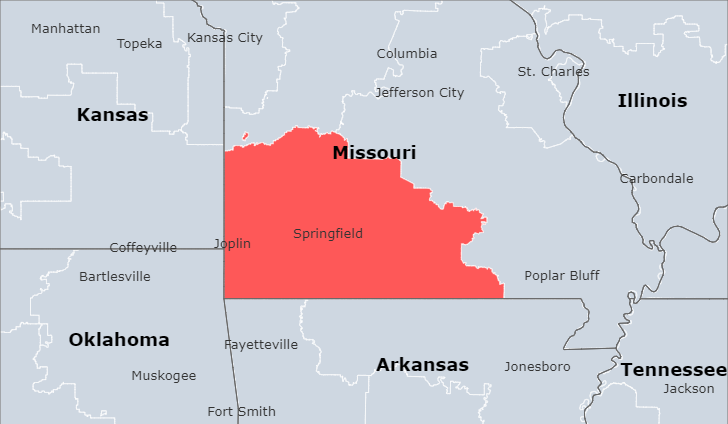 Manhattan
Topeka
Kansas City
Columbia
St. Charles
Jefferson City
Illinois
Kansas
Missouri
Carbondale
Springfield
Joplin
Coffeyville
Bartlesville
Poplar Bluff
Oklahoma
Fayetteville
Arkansas
Jonesboro
Tennessee
Muskogee
Jackson
Fort Smith